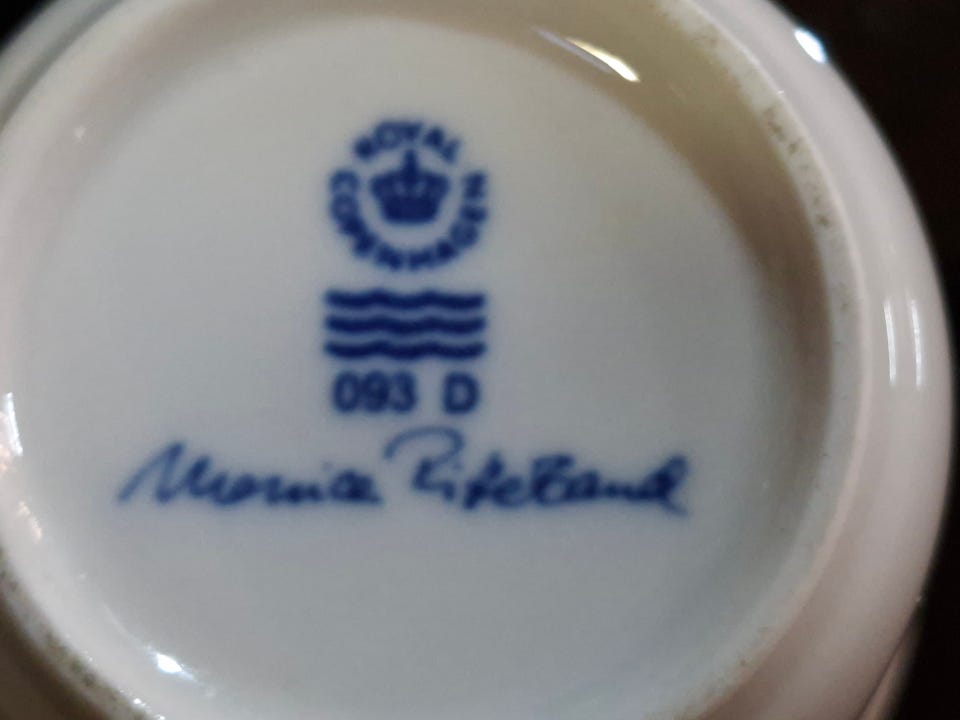 ROYAL
COPENHAGEN
093 D
Monica Ritterband